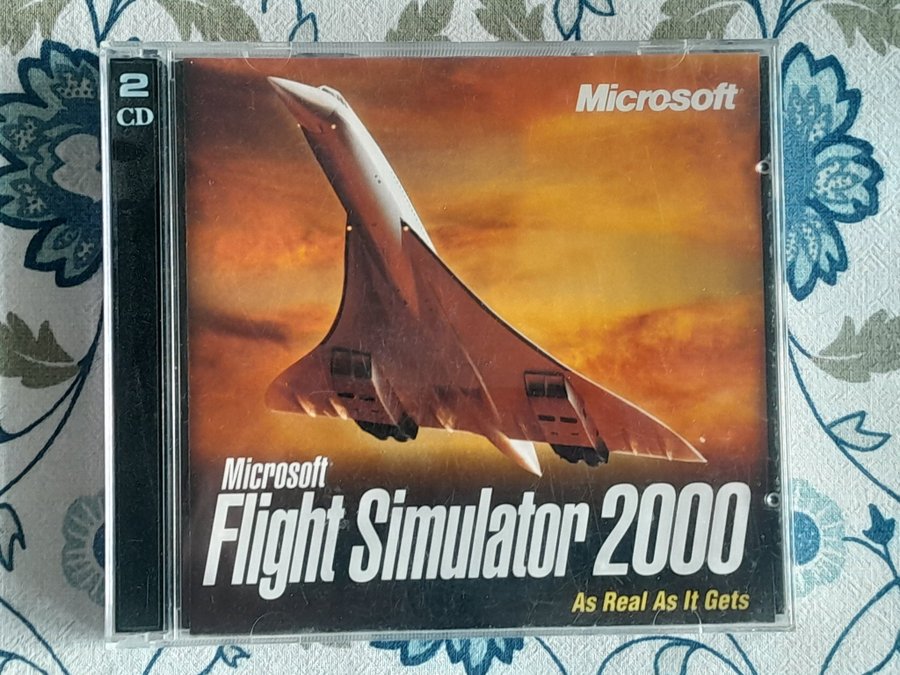 2
CD
Microsoft
Microsoft
Flight Simulator 2000
As Real As It Gets